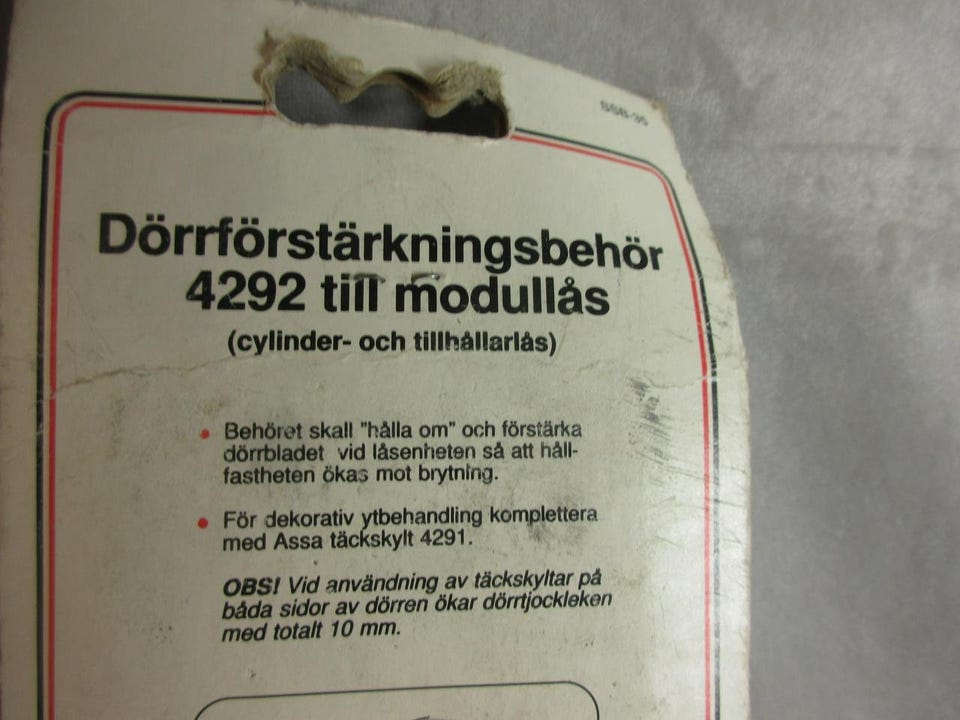 SSB-35
Dörrförstärkningsbehör
4292 till modullås
(cylinder- och tillhållarlås)
• Behöret skall "hålla om" och förstärka
dörrbladet vid låsenheten så att håll-
fastheten ökas mot brytning.
• För dekorativ ytbehandling komplettera
med Assa täckskylt 4291.
OBS! Vid användning av täckskyltar på
båda sidor av dörren ökar dörrtjockleken
med totalt 10 mm.